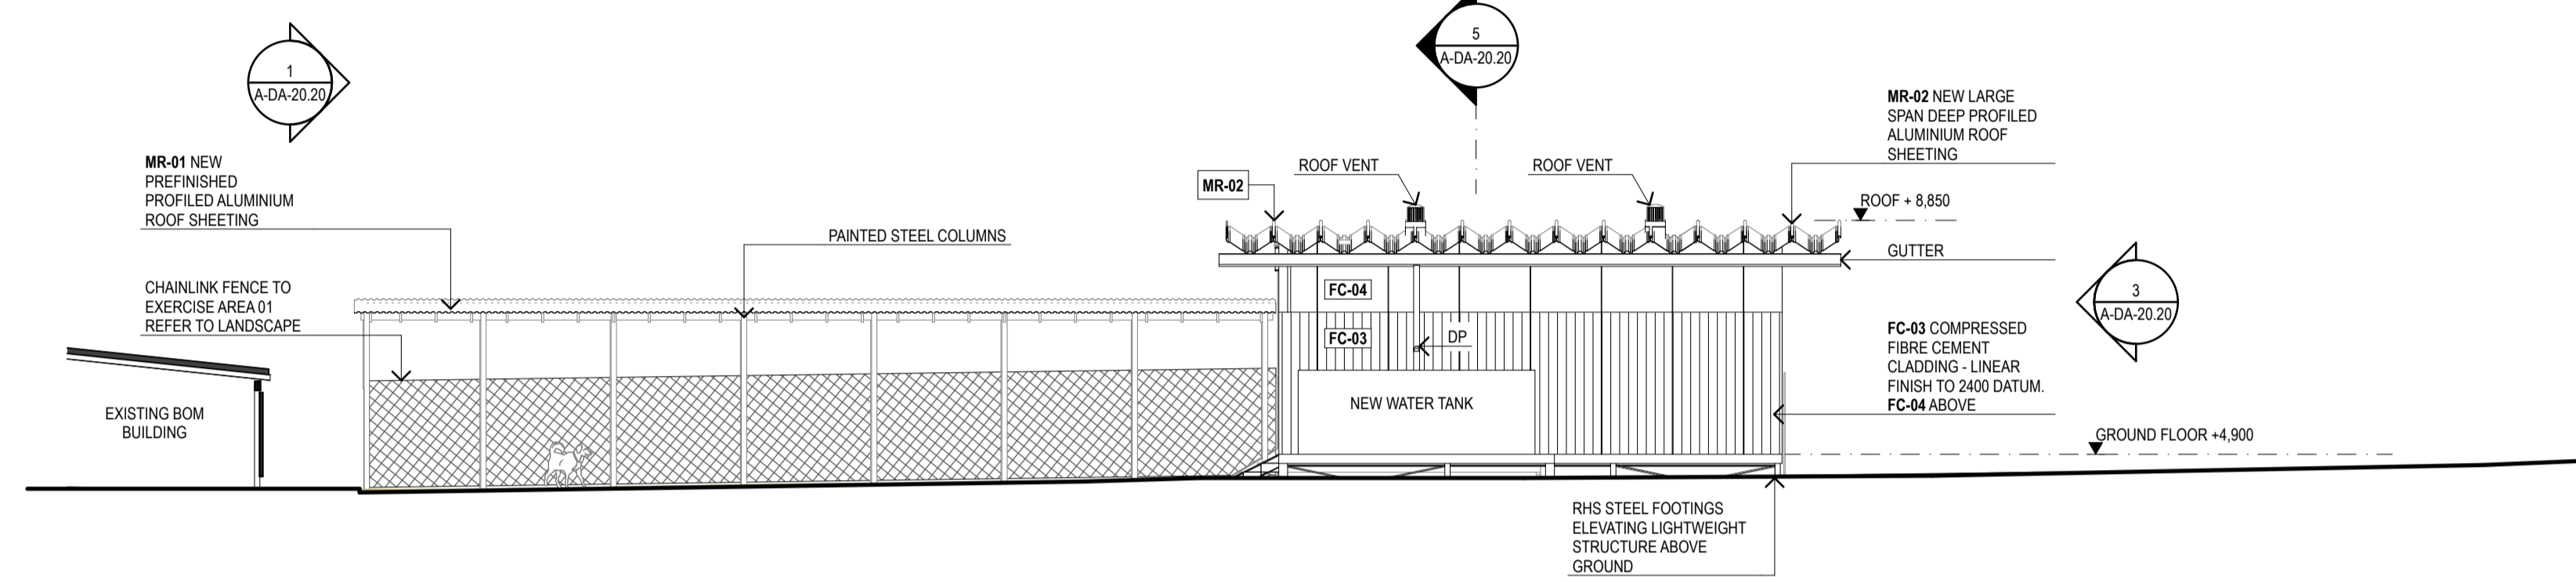 1
A-DA-20.20
5
A-DA-20.20
MR-01 NEW
PREFINISHED
PROFILED ALUMINIUM
ROOF SHEETING
CHAINLINK FENCE TO
EXERCISE AREA 01
REFER TO LANDSCAPE
EXISTING BOM
BUILDING
PAINTED STEEL COLUMNS
MR-02
ROOF VENT
ROOF VENT
FC-04
FC-03
DP
NEW WATER TANK
MR-02 NEW LARGE
SPAN DEEP PROFILED
ALUMINIUM ROOF
SHEETING
ROOF + 8,850
GUTTER
3
A-DA-20.20
FC-03 COMPRESSED
FIBRE CEMENT
CLADDING - LINEAR
FINISH TO 2400 DATUM.
FC-04 ABOVE
GROUND FLOOR +4,900
RHS STEEL FOOTINGS
ELEVATING LIGHTWEIGHT
STRUCTURE ABOVE
GROUND